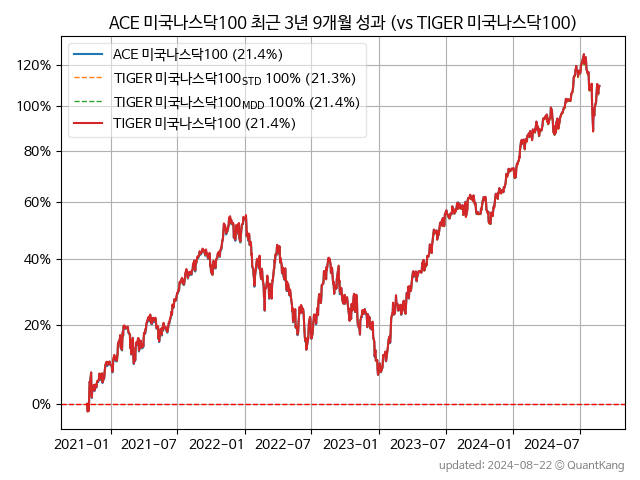 ACE 미국나스닥100 최근 3년 9개월 성과 (vs TIGER 미국나스닥100)
ACE 미국나스닥100 (21.4%)
TIGER 미국나스닥100STD 100% (21.3%)
TIGER 미국나스닥100MDD 100% (21.4%)
TIGER 미국나스닥100 (21.4%)
120%
100%
80%
60%
40%
20%
0%
2021-01 2021-07 2022-01 2022-07 2023-01 2023-07 2024-01 2024-07
updated: 2024-08-22 © QuantKang